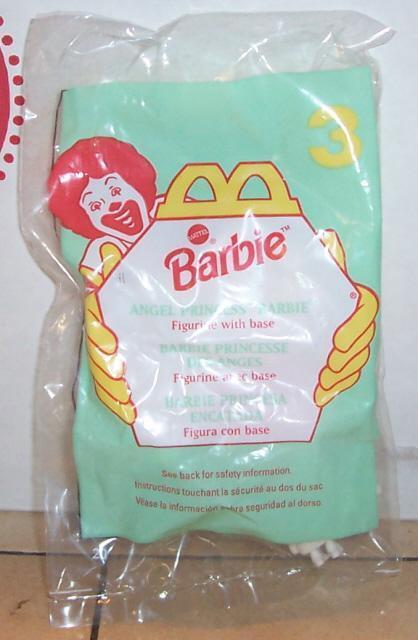 3
MATTEL
Barbie™
ANGEL PRINCESS BARBIE
Figurine with base
BARBIE PRINCESSE
DES ANGES
Figurine avec base
BARBIE PRINCESA
ENCANTADA
Figura con base
See back for safety information.
Instructions touchant la sécurité au dos du sac
Véase la información sobre seguridad al dorso.
®